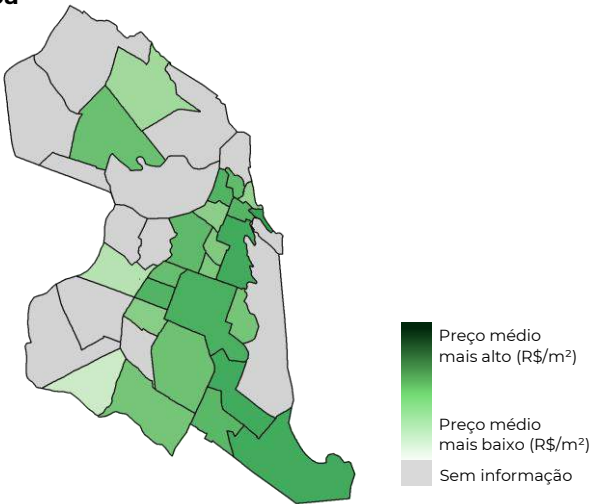 Preço médio
mais alto (R$/m²)
Preço médio
mais baixo (R$/m²)
Sem informação